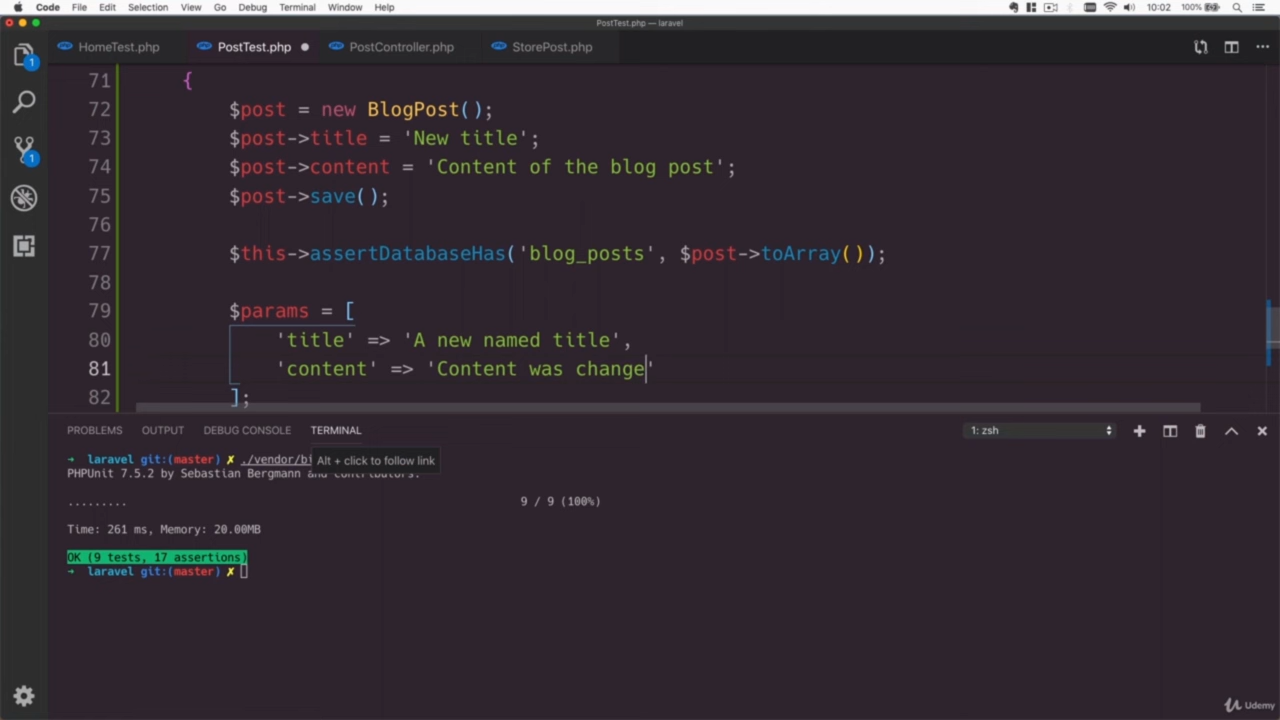 Code File Edit Selection View Go Debug Terminal Window Help 10:02 100%
PostTest.php — laravel
HomeTest.php PostTest.php PostController.php StorePost.php
71 {
72 $post = new BlogPost();
73 $post->title = 'New title';
74 $post->content = 'Content of the blog post';
75 $post->save();
76
77 $this->assertDatabaseHas('blog_posts', $post->toArray());
78
79 $params = [
80 'title' => 'A new named title',
81 'content' => 'Content was change'
82 ];
PROBLEMS OUTPUT DEBUG CONSOLE TERMINAL 1: zsh
→ laravel git:(master) ✗ ./vendor/bi
Alt + click to follow link
PHPUnit 7.5.2 by Sebastian Bergmann and contributors.
......... 9 / 9 (100%)
Time: 261 ms, Memory: 20.00MB
OK (9 tests, 17 assertions)
→ laravel git:(master) ✗
1
1
Udemy